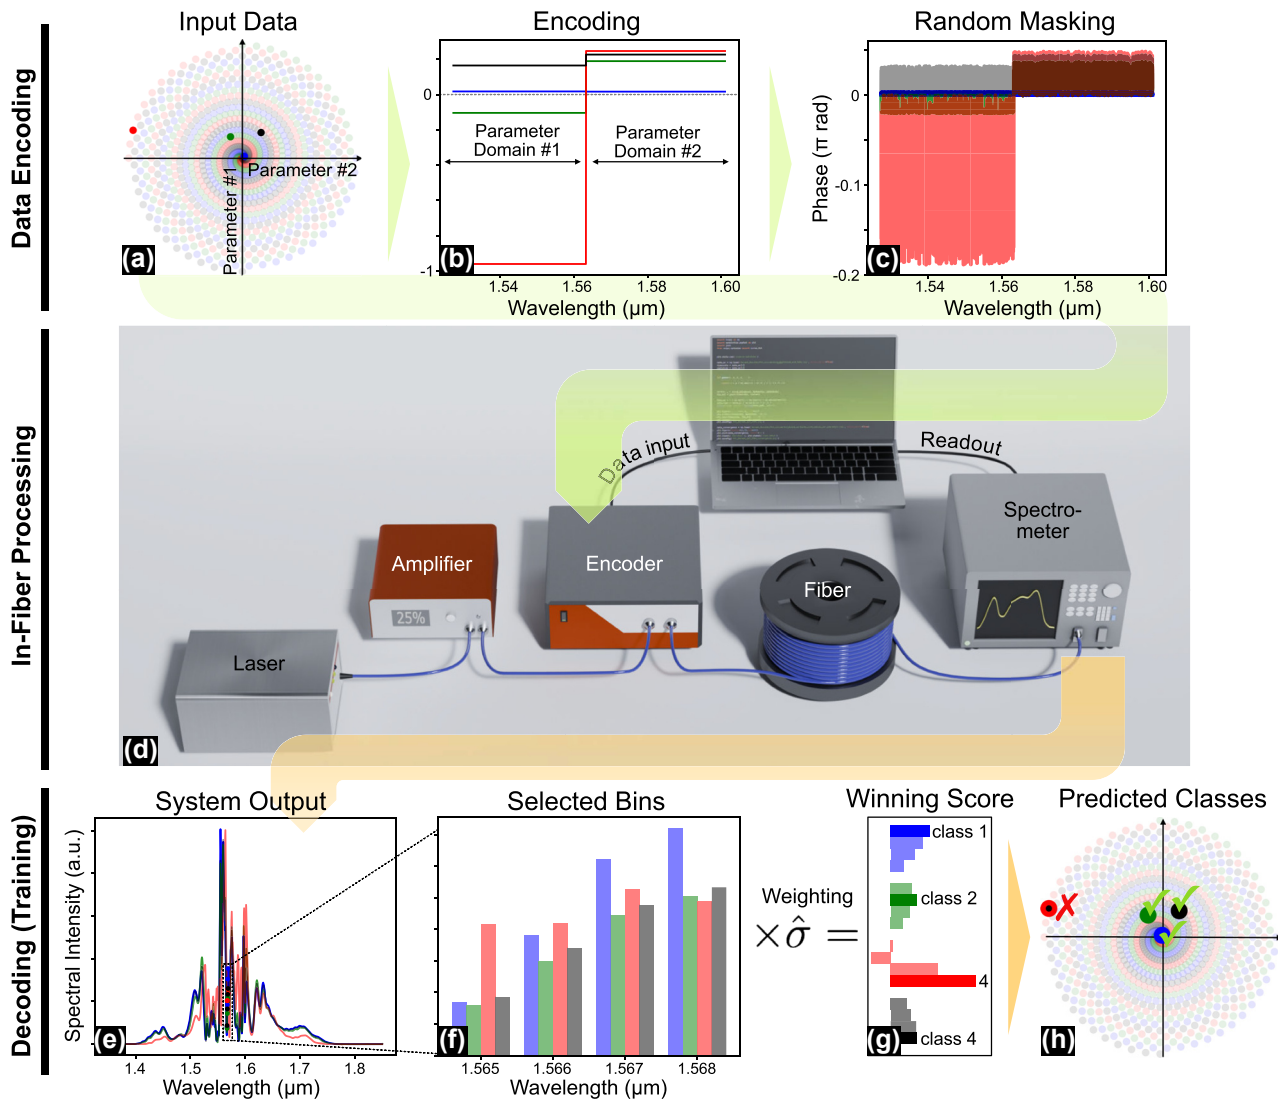 Data Encoding
Input Data
Parameter #1
Parameter #2
(a)
Encoding
0
-1
Parameter
Domain #1
Parameter
Domain #2
(b)
1.54
1.56
1.58
1.60
Wavelength (µm)
Random Masking
Phase (π rad)
0
-0.1
-0.2
(c)
1.54
1.56
1.58
1.60
Wavelength (µm)
In-Fiber Processing
Data input
Readout
Laser
Amplifier
25%
Encoder
Fiber
Spectro-
meter
(d)
Decoding (Training)
System Output
Spectral Intensity (a.u.)
(e)
1.4
1.5
1.6
1.7
1.8
Wavelength (µm)
Selected Bins
(f)
1.565
1.566
1.567
1.568
Wavelength (µm)
Weighting
× σ̂ =
Winning Score
class 1
class 2
4
class 4
(g)
Predicted Classes
(h)